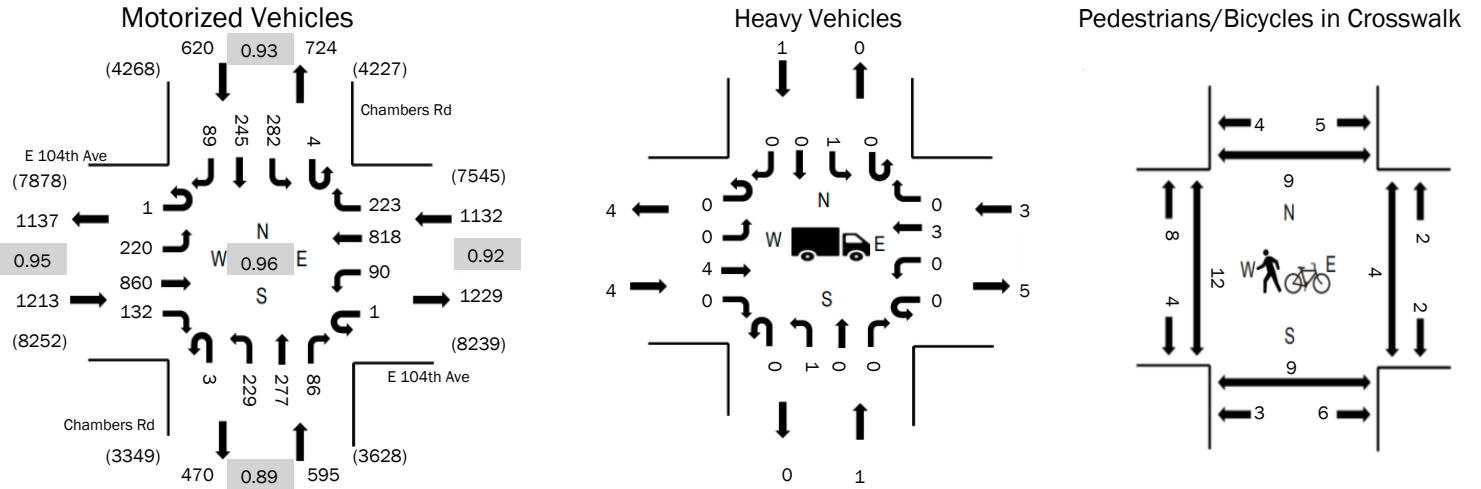 Motorized Vehicles
620 0.93 724
(4268) (4227)
Chambers Rd
89 245 282 4
E 104th Ave
(7878) (7545)
1 223
1137 1132
220 818
N
W 0.96 E
S
0.95 0.92
860 90
1213 1229
132 1
(8252) (8239)
3 229 277 86
E 104th Ave
Chambers Rd
(3349) (3628)
470 0.89 595
Heavy Vehicles
1 0
0 0 1 0
N
0 0
4 3
0 3
W E
4 0
4 5
0 0
S
0 1 0 0
0 1
Pedestrians/Bicycles in Crosswalk
4 5
9
N
8 2
12 W E 4
4 2
S
9
3 6